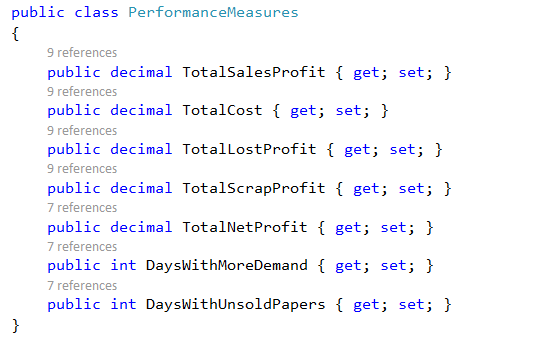 public class PerformanceMeasures
{
9 references
public decimal TotalSalesProfit { get; set; }
9 references
public decimal TotalCost { get; set; }
9 references
public decimal TotalLostProfit { get; set; }
9 references
public decimal TotalScrapProfit { get; set; }
7 references
public decimal TotalNetProfit { get; set; }
7 references
public int DaysWithMoreDemand { get; set; }
7 references
public int DaysWithUnsoldPapers { get; set; }
}